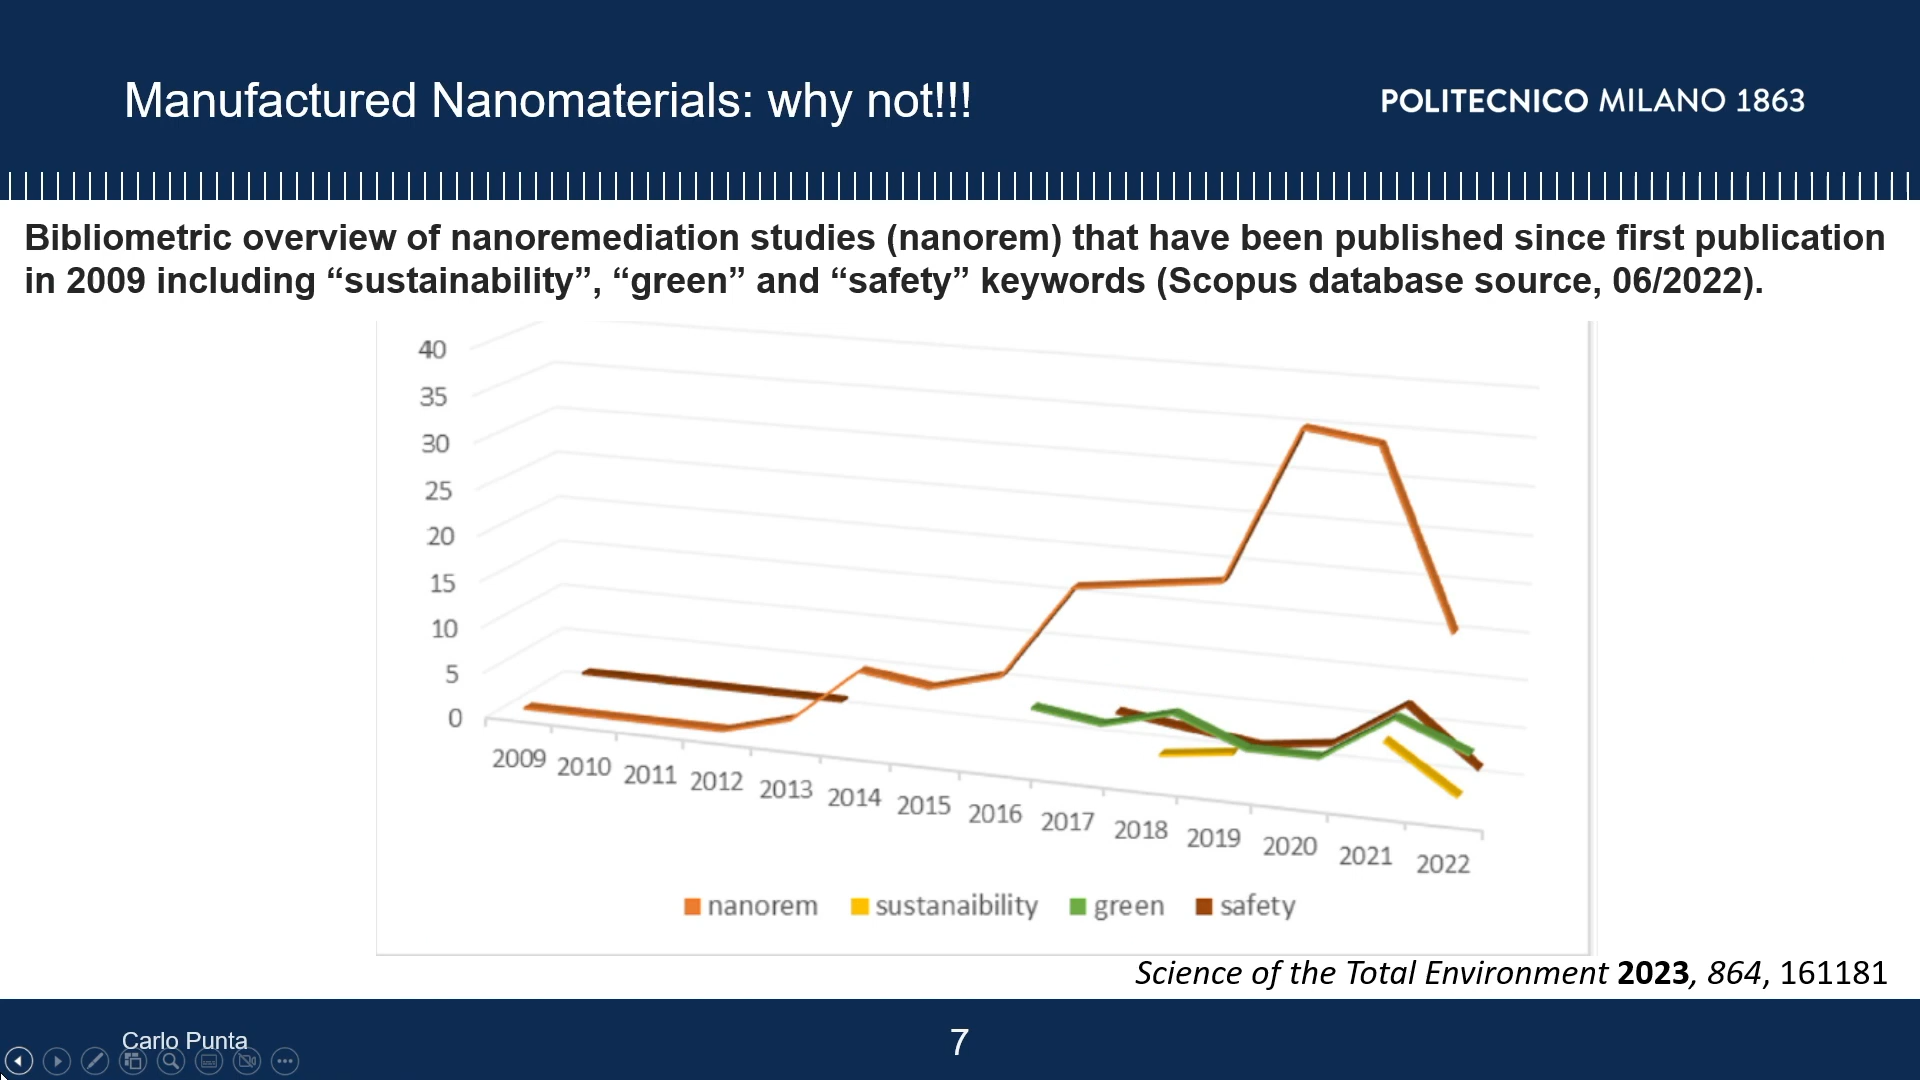 Manufactured Nanomaterials: why not!!!
POLITECNICO MILANO 1863
Bibliometric overview of nanoremediation studies (nanorem) that have been published since first publication
in 2009 including “sustainability”, “green” and “safety” keywords (Scopus database source, 06/2022).
40
35
30
25
20
15
10
5
0
2009 2010 2011 2012 2013 2014 2015 2016 2017 2018 2019 2020 2021 2022
nanorem sustanaibility green safety
Science of the Total Environment 2023, 864, 161181
Carlo Punta
7